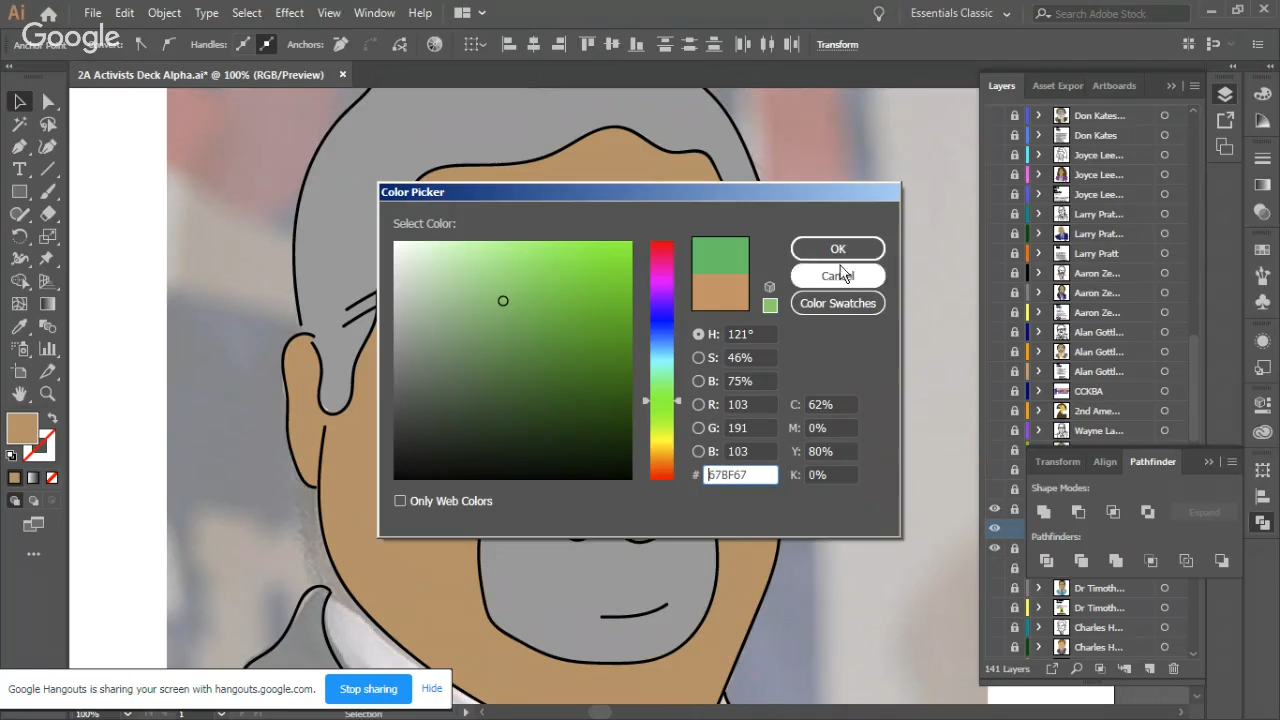 Ai File Edit Object Type Select Effect View Window Help Essentials Classic Search Adobe Stock
Google
Anchor Point Convert: Handles: Anchors: Transform
2A Activists Deck Alpha.ai* @ 100% (RGB/Preview) ×
Layers Asset Expor Artboards
Don Kates...
Don Kates
Joyce Lee...
Joyce Lee...
Joyce Lee...
Larry Prat...
Larry Prat...
Larry Pratt
Aaron Ze...
Aaron Ze...
Aaron Ze...
Alan Gottl...
Alan Gottl...
Alan Gottl...
CCKBA
2nd Ame...
Wayne La...
Color Picker
Select Color:
OK
Cancel
Color Swatches
H: 121°
S: 46%
B: 75%
R: 103 C: 62%
G: 191 M: 0%
B: 103 Y: 80%
# 67BF67 K: 0%
Only Web Colors
Transform Align Pathfinder
Shape Modes:
Expand
Pathfinders:
Dr Timoth...
Dr Timoth...
Charles H...
Charles H...
141 Layers
Google Hangouts is sharing your screen with hangouts.google.com. Stop sharing Hide
100% 1 Selection